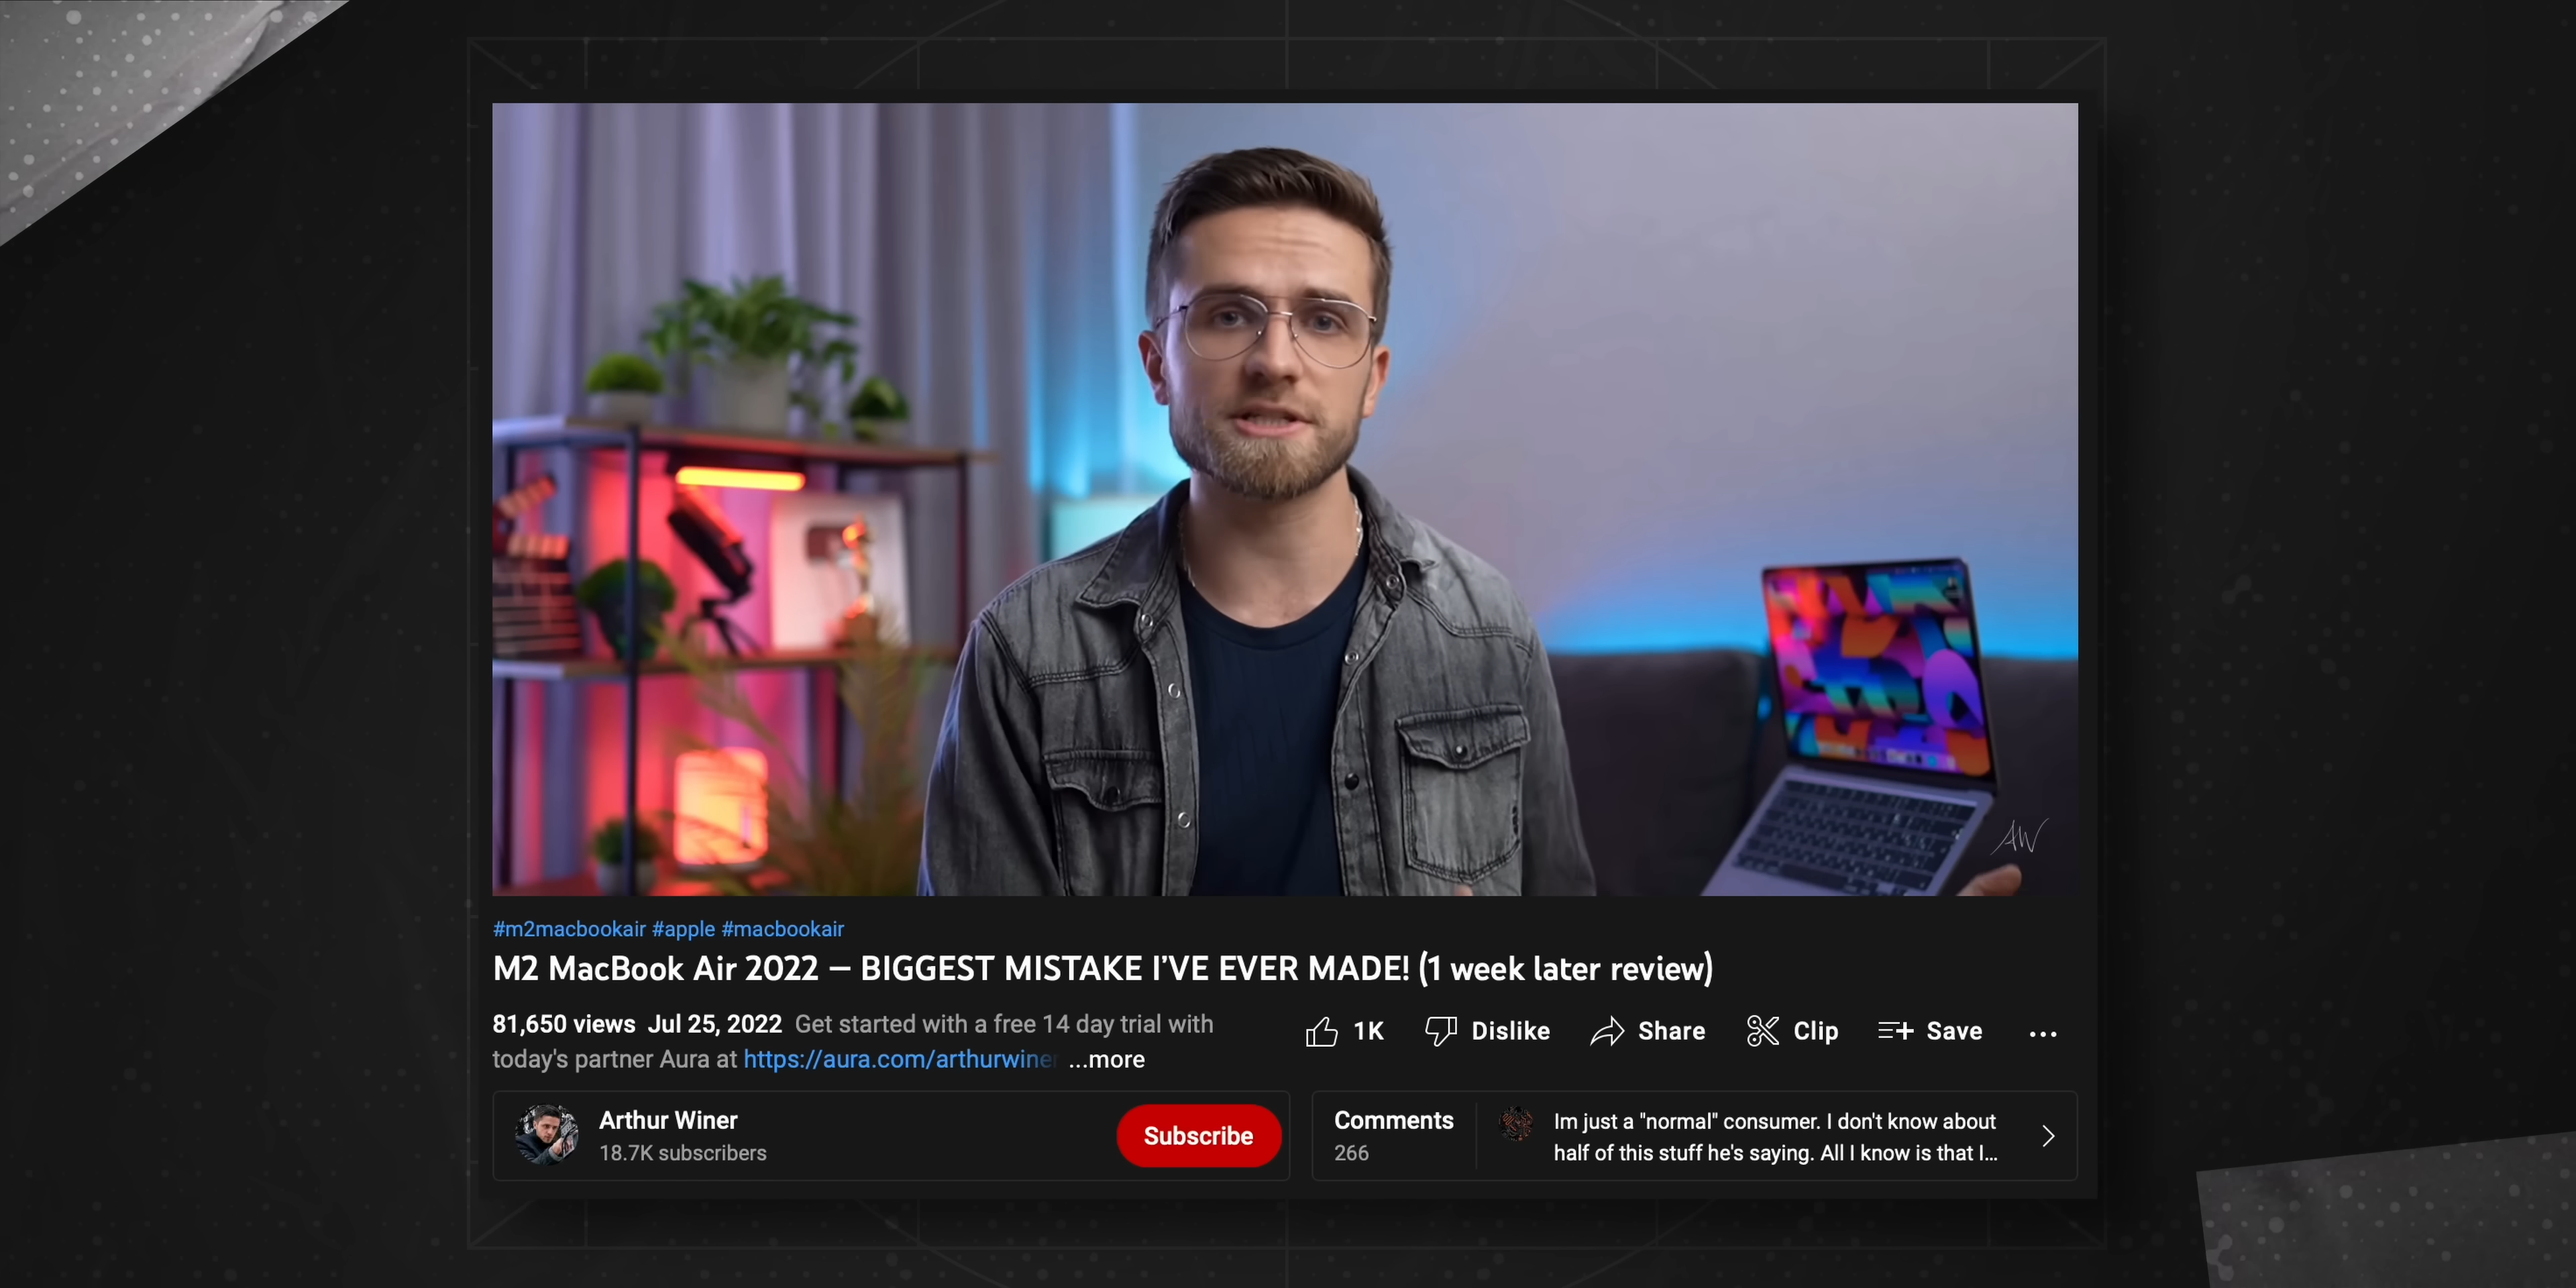 AW
#m2macbookair #apple #macbookair
M2 MacBook Air 2022 – BIGGEST MISTAKE I'VE EVER MADE! (1 week later review)
81,650 views Jul 25, 2022 Get started with a free 14 day trial with
today's partner Aura at https://aura.com/arthurwiner ...more
1K Dislike Share Clip Save ...
Arthur Winer
18.7K subscribers
Subscribe
Comments
266
Im just a "normal" consumer. I don't know about
half of this stuff he's saying. All I know is that I...